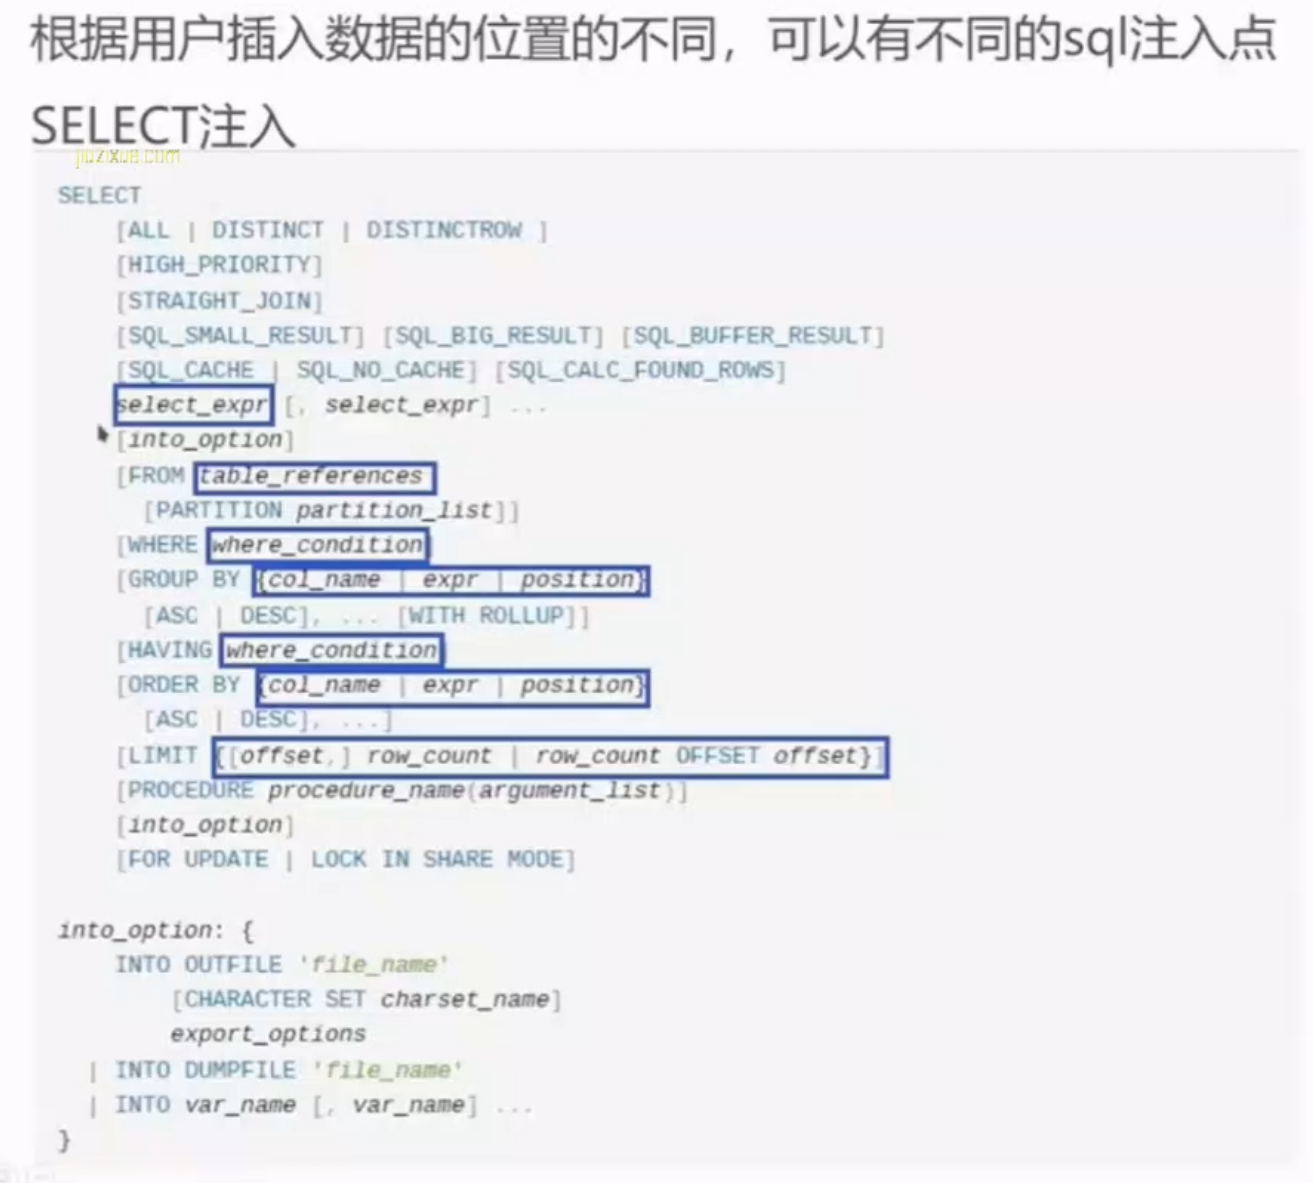 根据用户插入数据的位置的不同，可以有不同的sql注入点
SELECT注入
jiuzixue.com
SELECT
[ALL | DISTINCT | DISTINCTROW ]
[HIGH_PRIORITY]
[STRAIGHT_JOIN]
[SQL_SMALL_RESULT] [SQL_BIG_RESULT] [SQL_BUFFER_RESULT]
[SQL_CACHE | SQL_NO_CACHE] [SQL_CALC_FOUND_ROWS]
select_expr [, select_expr] ...
[into_option]
[FROM table_references
[PARTITION partition_list]]
[WHERE where_condition]
[GROUP BY {col_name | expr | position}
[ASC | DESC], ... [WITH ROLLUP]]
[HAVING where_condition]
[ORDER BY {col_name | expr | position}
[ASC | DESC], ...]
[LIMIT {[offset,] row_count | row_count OFFSET offset}]
[PROCEDURE procedure_name(argument_list)]
[into_option]
[FOR UPDATE | LOCK IN SHARE MODE]
into_option: {
INTO OUTFILE 'file_name'
[CHARACTER SET charset_name]
export_options
| INTO DUMPFILE 'file_name'
| INTO var_name [, var_name] ...
}